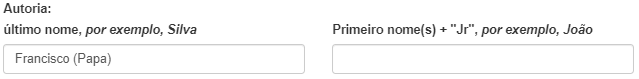 Autoria:
último nome, por exemplo, Silva
Primeiro nome(s) + "Jr", por exemplo, João
Francisco (Papa)